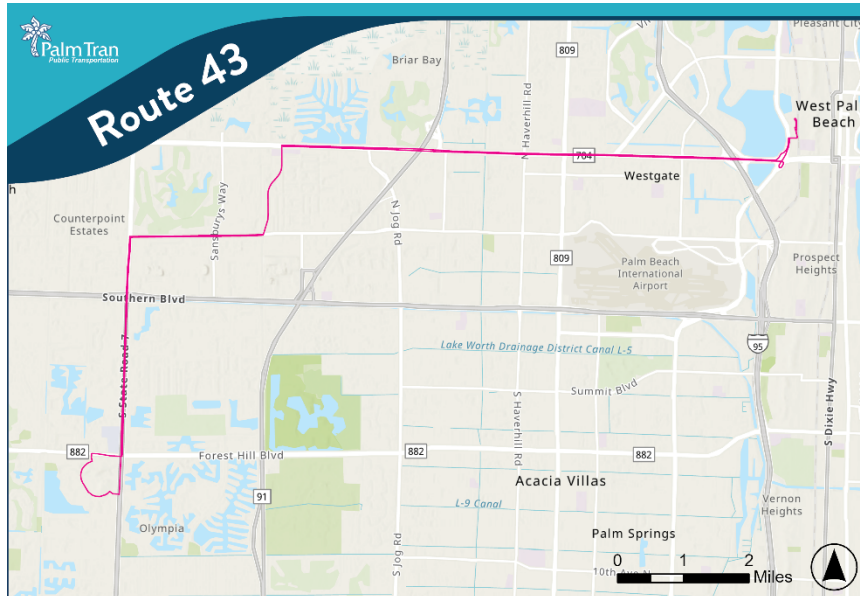 Palm Tran
Public Transportation
Route 43
Pleasant City
809
Briar Bay
N Haverhill Rd
West Pal
Beach
704
Westgate
Sansburys Way
h
Counterpoint
Estates
N Jog Rd
809
Palm Beach
International
Airport
Prospect
Heights
Southern Blvd
S State Road 7
Lake Worth Drainage District Canal L-5
95
Summit Blvd
S Haverhill Rd
S Dixie Hwy
882
Forest Hill Blvd
882
882
91
Acacia Villas
L-9 Canal
Vernon
Heights
Olympia
S Jog Rd
Palm Springs
10th Ave N
0 1 2
Miles